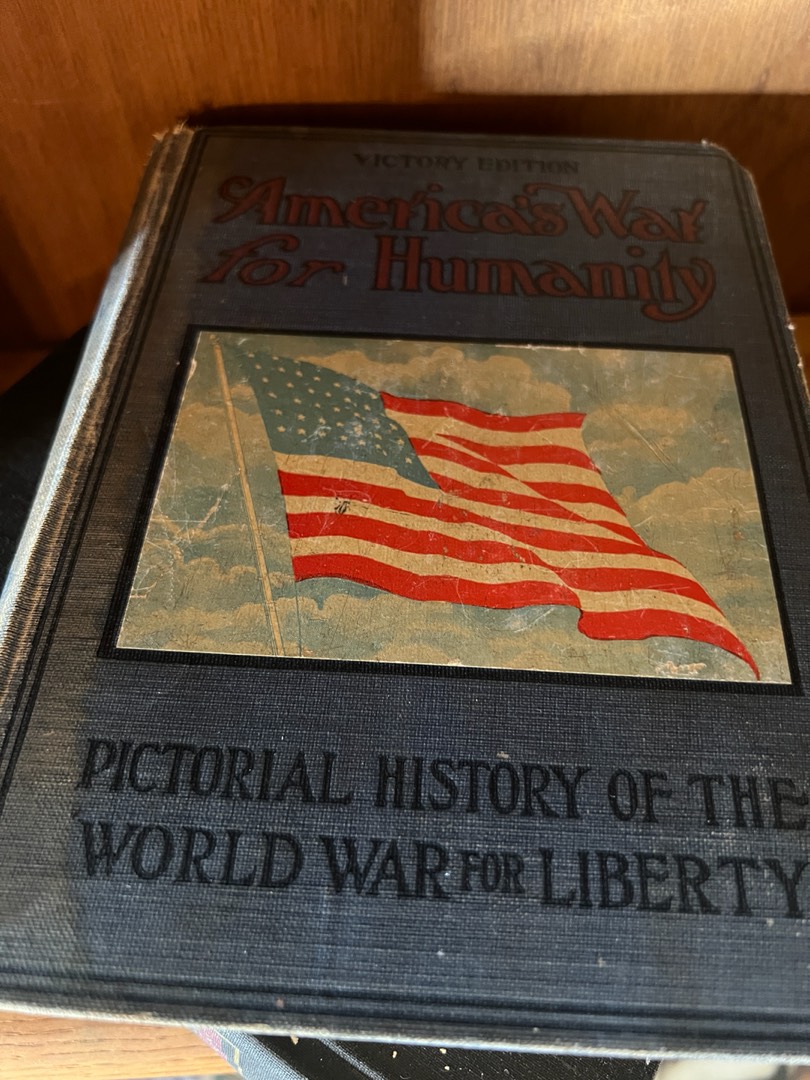 VICTORY EDITION
America's War
for Humanity
PICTORIAL HISTORY OF THE
WORLD WAR FOR LIBERTY